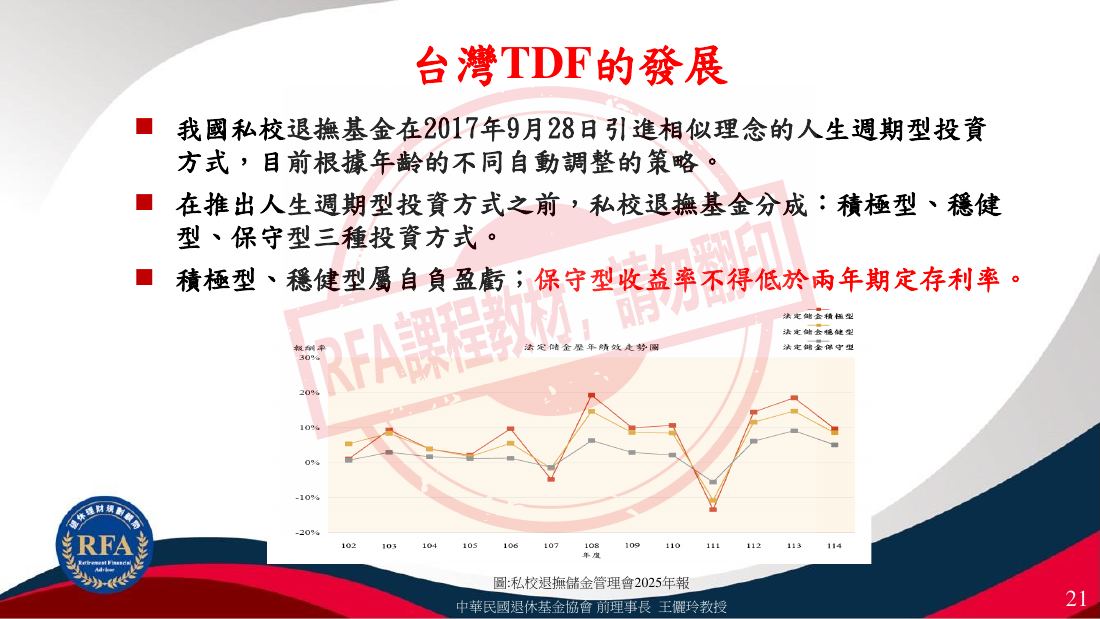 台灣TDF的發展
■ 我國私校退撫基金在2017年9月28日引進相似理念的人生週期型投資
方式，目前根據年齡的不同自動調整的策略。
■ 在推出人生週期型投資方式之前，私校退撫基金分成：積極型、穩健
型、保守型三種投資方式。
■ 積極型、穩健型屬自負盈虧；保守型收益率不得低於兩年期定存利率。
RFA課程教材，請勿翻印
法定儲金積極型
法定儲金穩健型
法定儲金保守型
報酬率
法定儲金歷年績效走勢圖
30%
20%
10%
0%
-10%
-20%
102 103 104 105 106 107 108 109 110 111 112 113 114
年度
退休理財規劃顧問
RFA
Retirement Financial
Advisor
圖:私校退撫儲金管理會2025年報
中華民國退休基金協會 前理事長 王儷玲教授
21